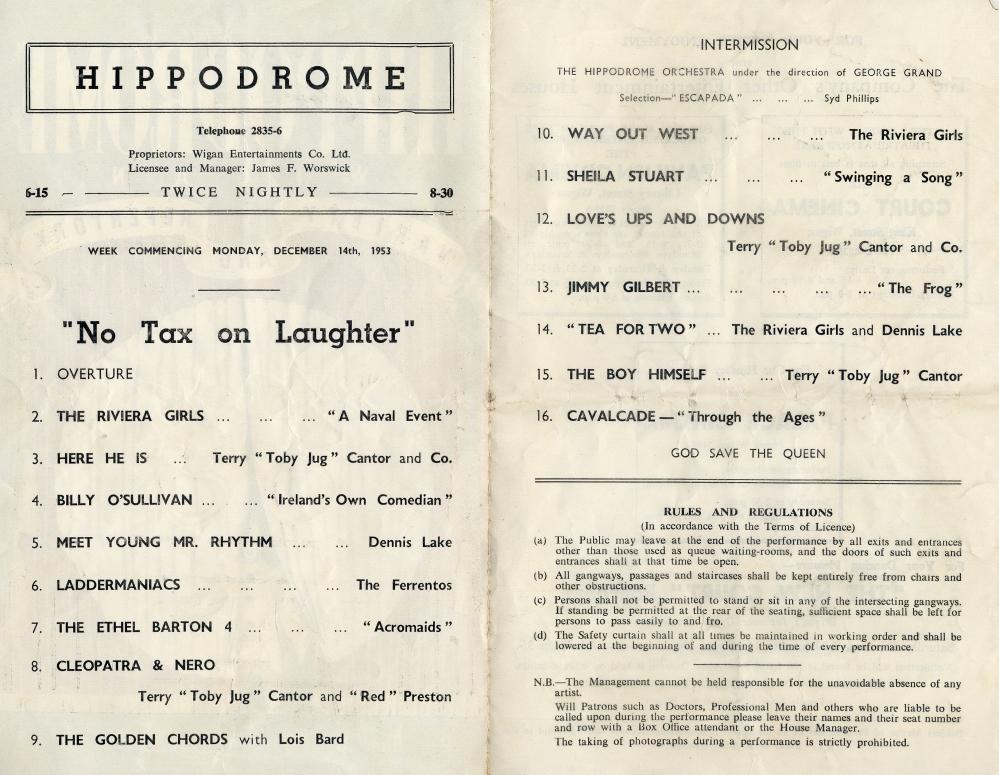 HIPPODROME
Telephone 2835-6
Proprietors: Wigan Entertainments Co. Ltd.
Licensee and Manager: James F. Worswick
6-15 — TWICE NIGHTLY — 8-30
WEEK COMMENCING MONDAY, DECEMBER 14th, 1953
"No Tax on Laughter"
1. OVERTURE
2. THE RIVIERA GIRLS ... ... ... "A Naval Event"
3. HERE HE IS ... Terry "Toby Jug" Cantor and Co.
4. BILLY O'SULLIVAN ... ... "Ireland's Own Comedian"
5. MEET YOUNG MR. RHYTHM ... ... Dennis Lake
6. LADDERMANIACS ... ... ... The Ferrentos
7. THE ETHEL BARTON 4 ... ... ... "Acromaids"
8. CLEOPATRA & NERO
Terry "Toby Jug" Cantor and "Red" Preston
9. THE GOLDEN CHORDS with Lois Bard
INTERMISSION
THE HIPPODROME ORCHESTRA under the direction of GEORGE GRAND
Selection—"ESCAPADA" ... ... ... Syd Phillips
10. WAY OUT WEST ... ... ... The Riviera Girls
11. SHEILA STUART ... ... ... "Swinging a Song"
12. LOVE'S UPS AND DOWNS
Terry "Toby Jug" Cantor and Co.
13. JIMMY GILBERT ... ... ... ... ... "The Frog"
14. "TEA FOR TWO" ... The Riviera Girls and Dennis Lake
15. THE BOY HIMSELF ... ... Terry "Toby Jug" Cantor
16. CAVALCADE — "Through the Ages"
GOD SAVE THE QUEEN
RULES AND REGULATIONS
(In accordance with the Terms of Licence)
(a) The Public may leave at the end of the performance by all exits and entrances
other than those used as queue waiting-rooms, and the doors of such exits and
entrances shall at that time be open.
(b) All gangways, passages and staircases shall be kept entirely free from chairs and
other obstructions.
(c) Persons shall not be permitted to stand or sit in any of the intersecting gangways.
If standing be permitted at the rear of the seating, sufficient space shall be left for
persons to pass easily to and fro.
(d) The Safety curtain shall at all times be maintained in working order and shall be
lowered at the beginning of and during the time of every performance.
N.B.—The Management cannot be held responsible for the unavoidable absence of any
artist.
Will Patrons such as Doctors, Professional Men and others who are liable to be
called upon during the performance please leave their names and their seat number
and row with a Box Office attendant or the House Manager.
The taking of photographs during a performance is strictly prohibited.